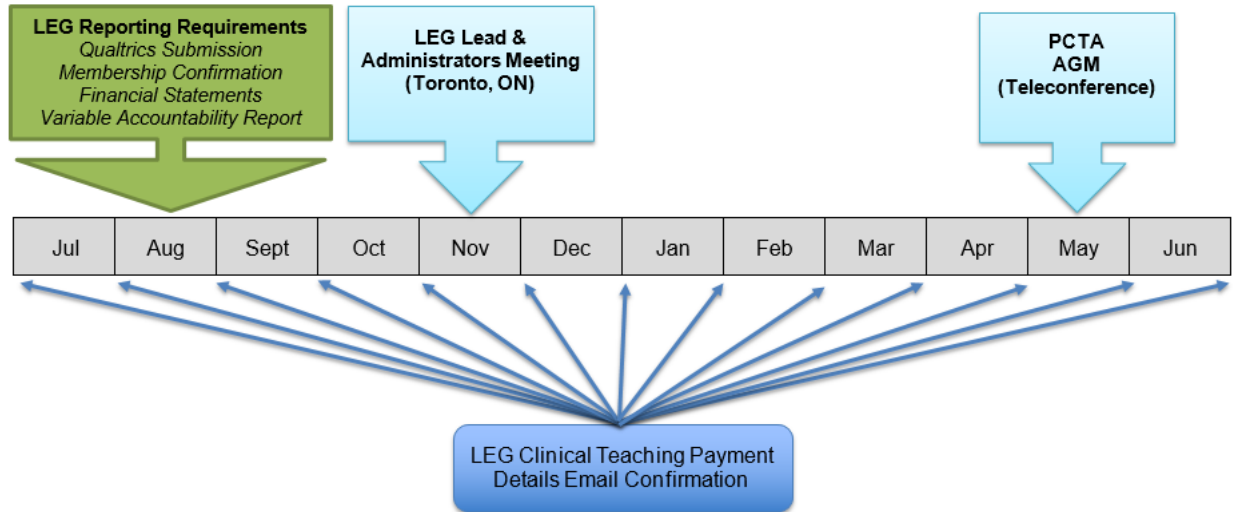 LEG Reporting Requirements
Qualtrics Submission
Membership Confirmation
Financial Statements
Variable Accountability Report
LEG Lead &
Administrators Meeting
(Toronto, ON)
PCTA
AGM
(Teleconference)
Jul Aug Sept Oct Nov Dec Jan Feb Mar Apr May Jun
LEG Clinical Teaching Payment
Details Email Confirmation